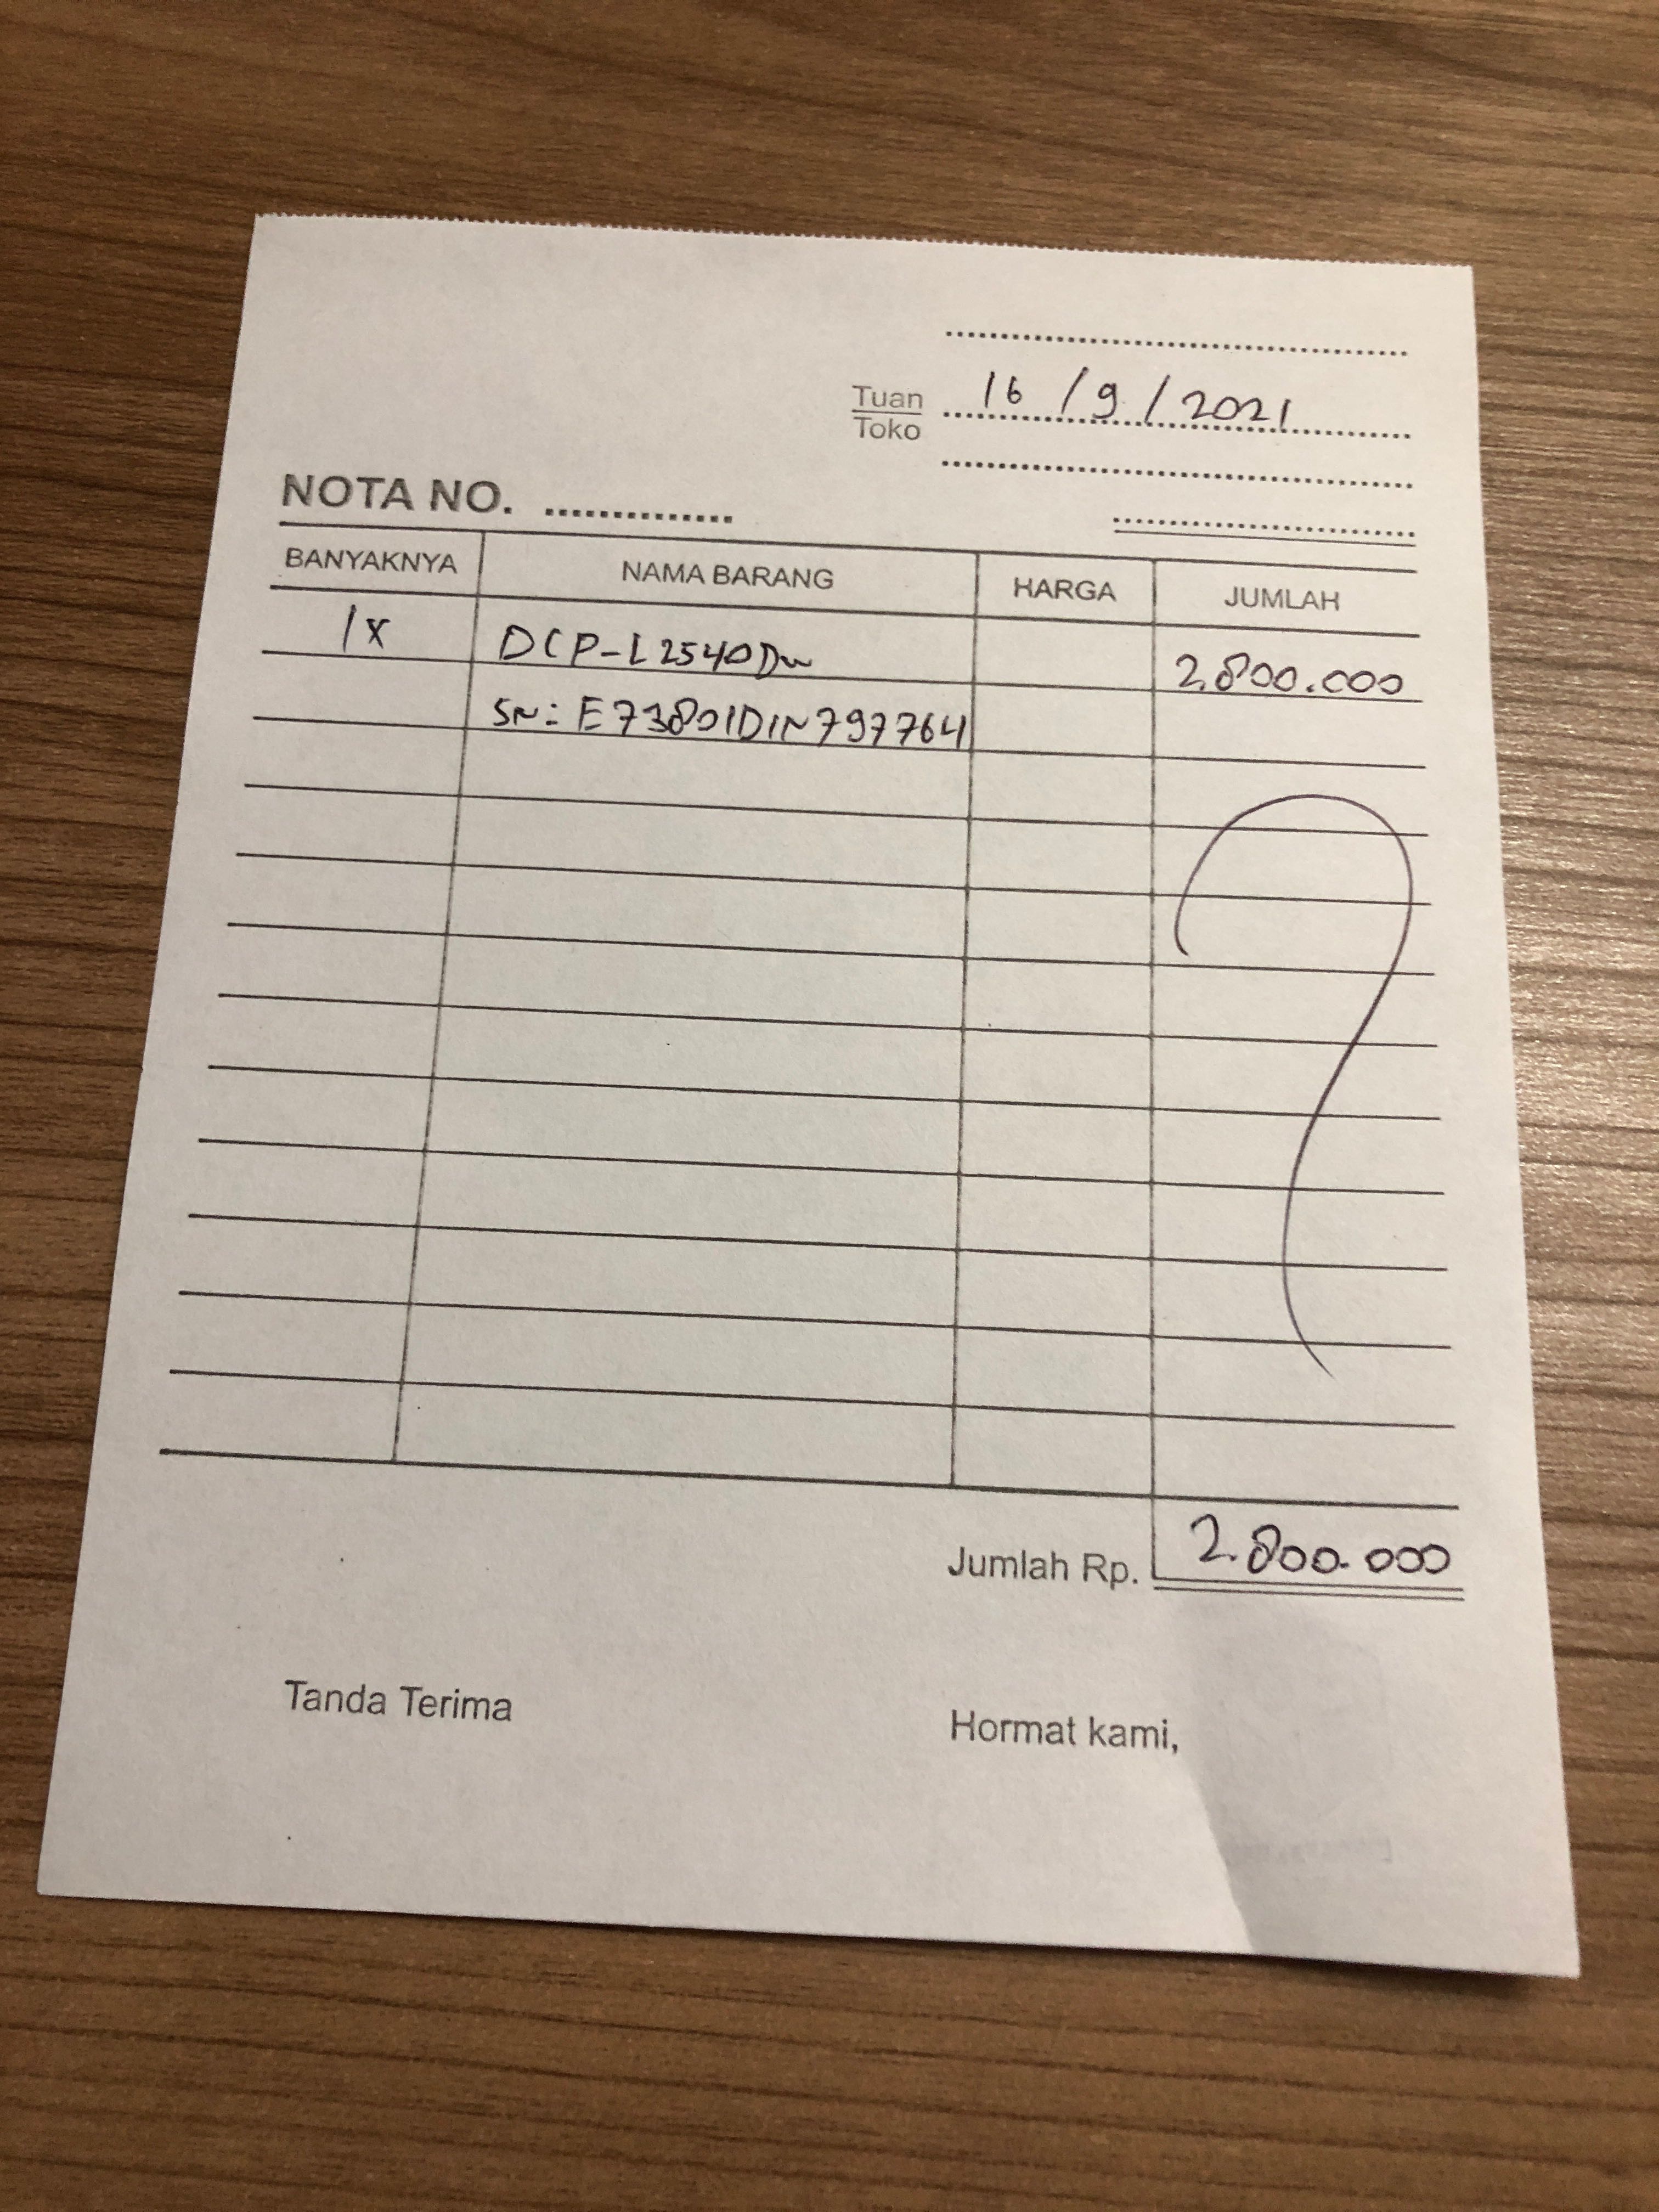 Tuan
Toko
16/9/2021
NOTA NO. ..............
BANYAKNYA NAMA BARANG HARGA JUMLAH
1x DCP-L2540DW 2.800.000
SN: E73801D1N797764
Jumlah Rp. 2.800.000
Tanda Terima Hormat kami,